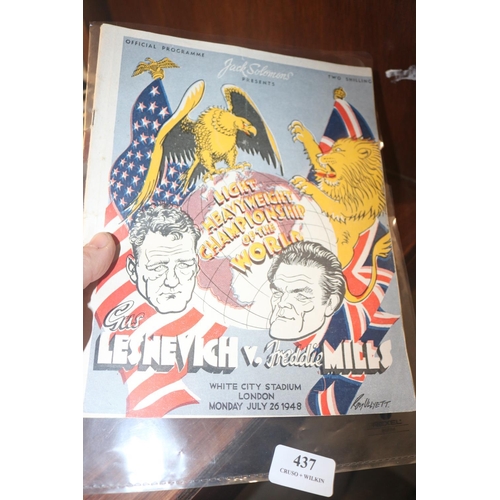 OFFICIAL PROGRAMME
Jack Solomons'
PRESENTS
TWO SHILLINGS
LIGHT
HEAVYWEIGHT
CHAMPIONSHIP
OF THE
WORLD
Gus
LESNEVICH v. Freddie MILLS
WHITE CITY STADIUM
LONDON
MONDAY JULY 26 1948
437
CRUSO • WILKIN